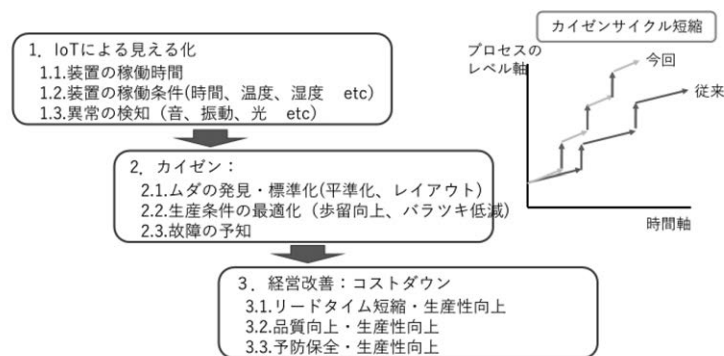 1．IoTによる見える化
1.1.装置の稼働時間
1.2.装置の稼働条件(時間、温度、湿度　etc)
1.3.異常の検知（音、振動、光　etc）
2．カイゼン：
2.1.ムダの発見・標準化(平準化、レイアウト)
2.2.生産条件の最適化（歩留向上、バラツキ低減)
2.3.故障の予知
3．経営改善：コストダウン
3.1.リードタイム短縮・生産性向上
3.2.品質向上・生産性向上
3.3.予防保全・生産性向上
カイゼンサイクル短縮
プロセスの
レベル軸
今回
従来
時間軸